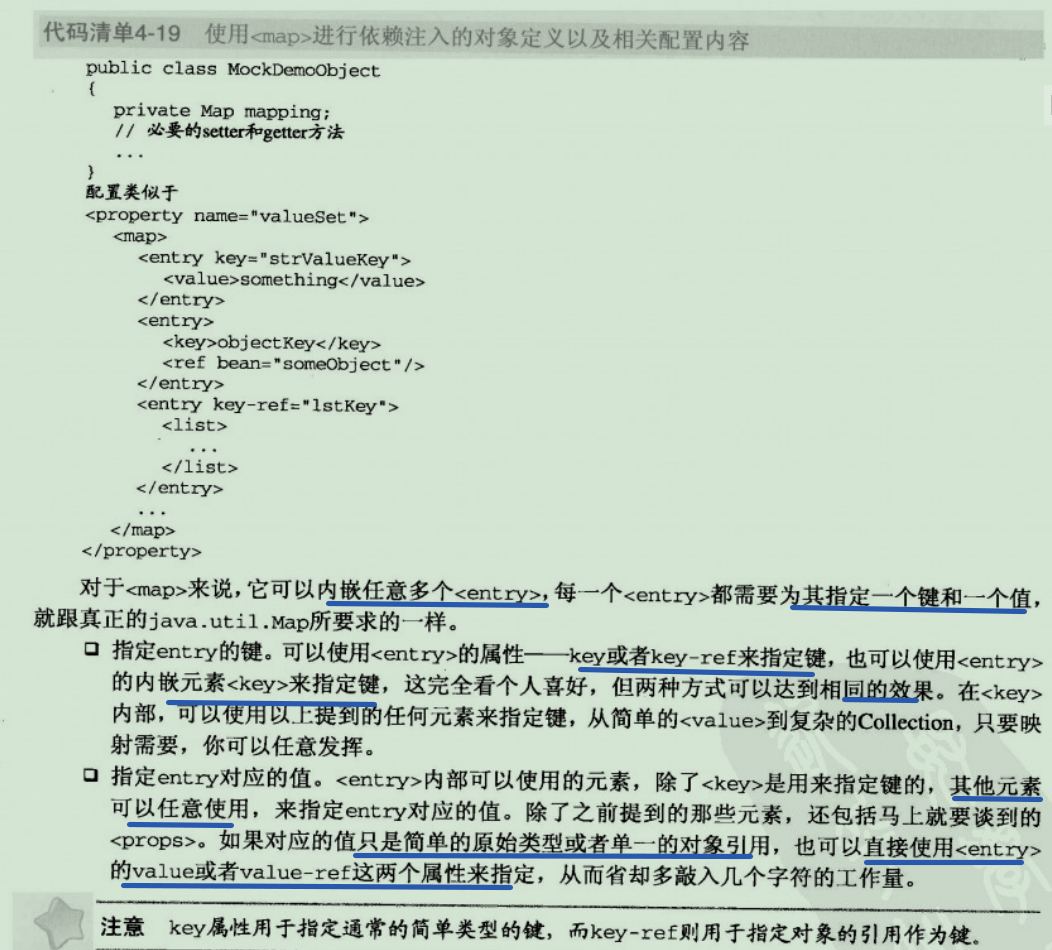 代码清单4-19 使用<map>进行依赖注入的对象定义以及相关配置内容
public class MockDemoObject
{
private Map mapping;
// 必要的setter和getter方法
...
}
配置类似于
<property name="valueSet">
<map>
<entry key="strValueKey">
<value>something</value>
</entry>
<entry>
<key>objectKey</key>
<ref bean="someObject"/>
</entry>
<entry key-ref="lstKey">
<list>
...
</list>
</entry>
...
</map>
</property>
对于<map>来说，它可以内嵌任意多个<entry>，每一个<entry>都需要为其指定一个键和一个值，
就跟真正的java.util.Map所要求的一样。
❑ 指定entry的键。可以使用<entry>的属性——key或者key-ref来指定键，也可以使用<entry>
的内嵌元素<key>来指定键，这完全看个人喜好，但两种方式可以达到相同的效果。在<key>
内部，可以使用以上提到的任何元素来指定键，从简单的<value>到复杂的Collection，只要映
射需要，你可以任意发挥。
❑ 指定entry对应的值。<entry>内部可以使用的元素，除了<key>是用来指定键的，其他元素
可以任意使用，来指定entry对应的值。除了之前提到的那些元素，还包括马上就要谈到的
<props>。如果对应的值只是简单的原始类型或者单一的对象引用，也可以直接使用<entry>
的value或者value-ref这两个属性来指定，从而省却多敲入几个字符的工作量。
注意 key属性用于指定通常的简单类型的键，而key-ref则用于指定对象的引用作为键。